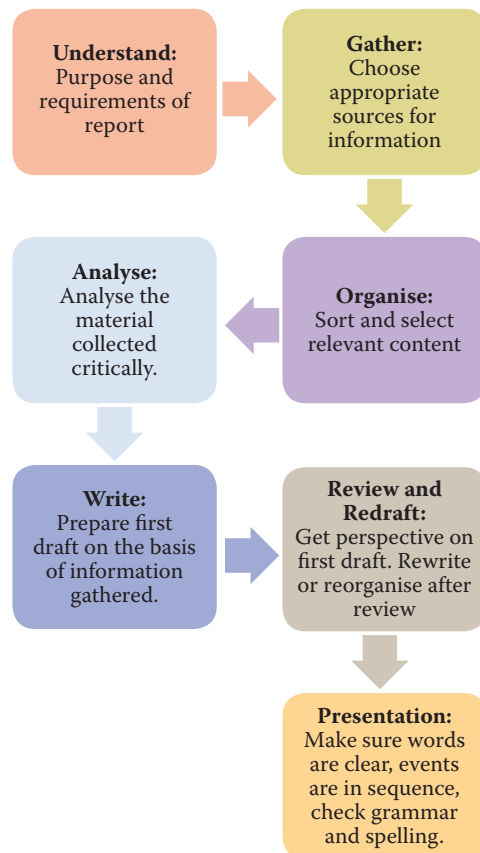 Understand:
Purpose and
requirements of
report
Gather:
Choose
appropriate
sources for
information
Organise:
Sort and select
relevant content
Analyse:
Analyse the
material
collected
critically.
Write:
Prepare first
draft on the basis
of information
gathered.
Review and
Redraft:
Get perspective on
first draft. Rewrite
or reorganise after
review
Presentation:
Make sure words
are clear, events
are in sequence,
check grammar
and spelling.